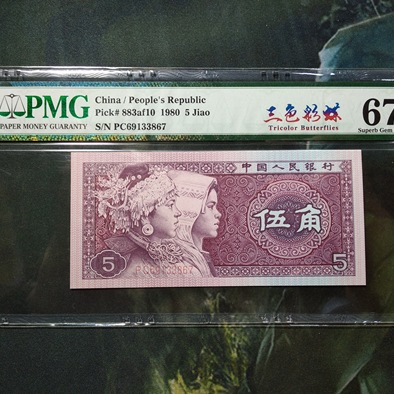 PMG
PAPER MONEY GUARANTY
China / People's Republic
Pick# 883af10 1980 5 Jiao
S/N PC69133867
三色彩蝶
Tricolor Butterflies
67
Superb Gem
中国人民银行
伍角
5
PC69133867
5